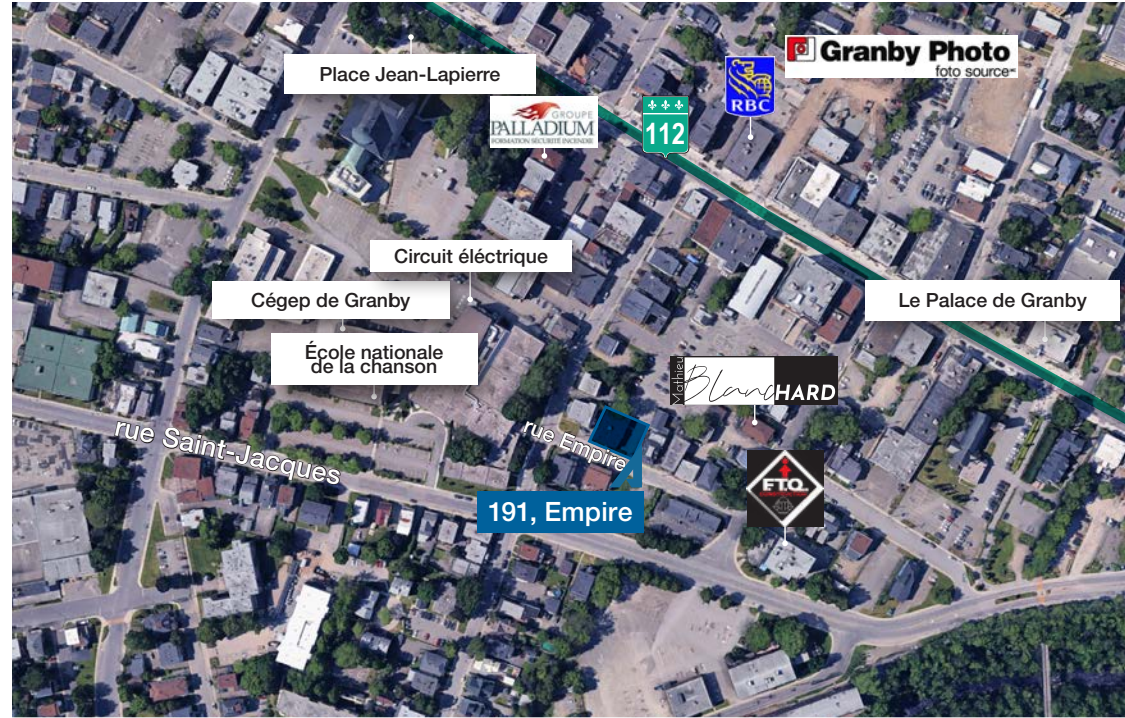 Granby Photo
foto source
Place Jean-Lapierre
RBC
GROUPE
PALLADIUM
FORMATION SÉCURITÉ INCENDIE
112
Circuit éléctrique
Cégep de Granby
Le Palace de Granby
École nationale
de la chanson
Mathieu
BlancHARD
rue Saint-Jacques
rue Empire
F.T.Q.
CONSTRUCTION
191, Empire